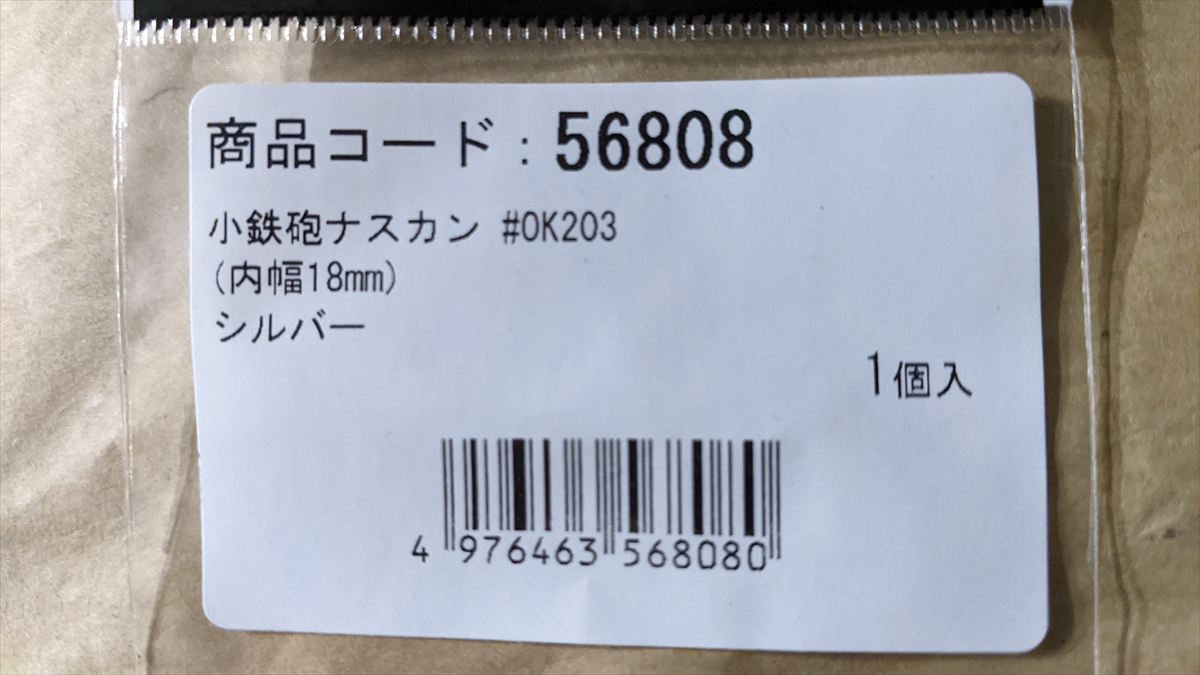 商品コード：56808
小鉄砲ナスカン #OK203
(内幅18mm)
シルバー
1個入
4 976463 568080